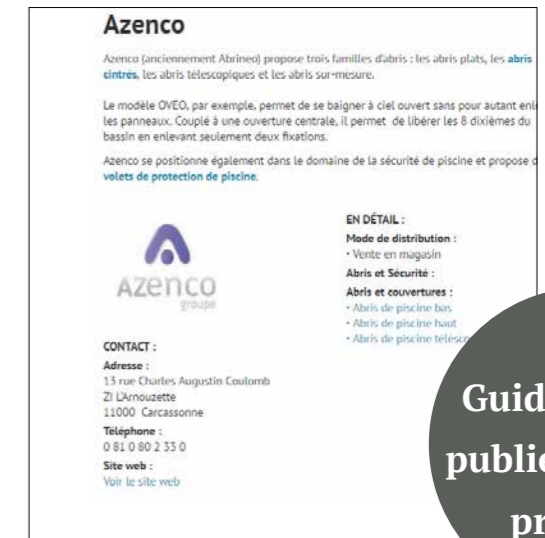 Azenco
Azenco (anciennement Abrineo) propose trois familles d'abris : les abris plats, les abris
cintrés, les abris télescopiques et les abris sur-mesure.
Le modèle OVÉO, par exemple, permet de se baigner à ciel ouvert sans pour autant
les panneaux. Couplé à une ouverture centrale, il permet de libérer les 8 dixièmes du
bassin en enlevant seulement deux fixations.
Azenco se positionne également dans le domaine de la sécurité de piscine et propose
volets de protection de piscine.
Azenco
groupe
EN DÉTAIL :
Mode de distribution :
• Vente en magasin
Abris et Sécurité :
Abris et couvertures :
• Abris de piscine bas
• Abris de piscine haut
• Abris de piscine
CONTACT :
Adresse :
13 rue Charles Augustin Coulomb
ZI L'Arnouzette
11000 Carcassonne
Téléphone :
0 81 0 80 2 33 0
Site web :
Voir le site web